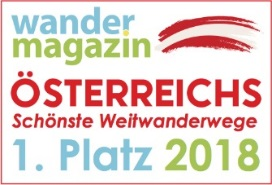 wander
magazin
ÖSTERREICHS
Schönste Weitwanderwege
1. Platz 2018